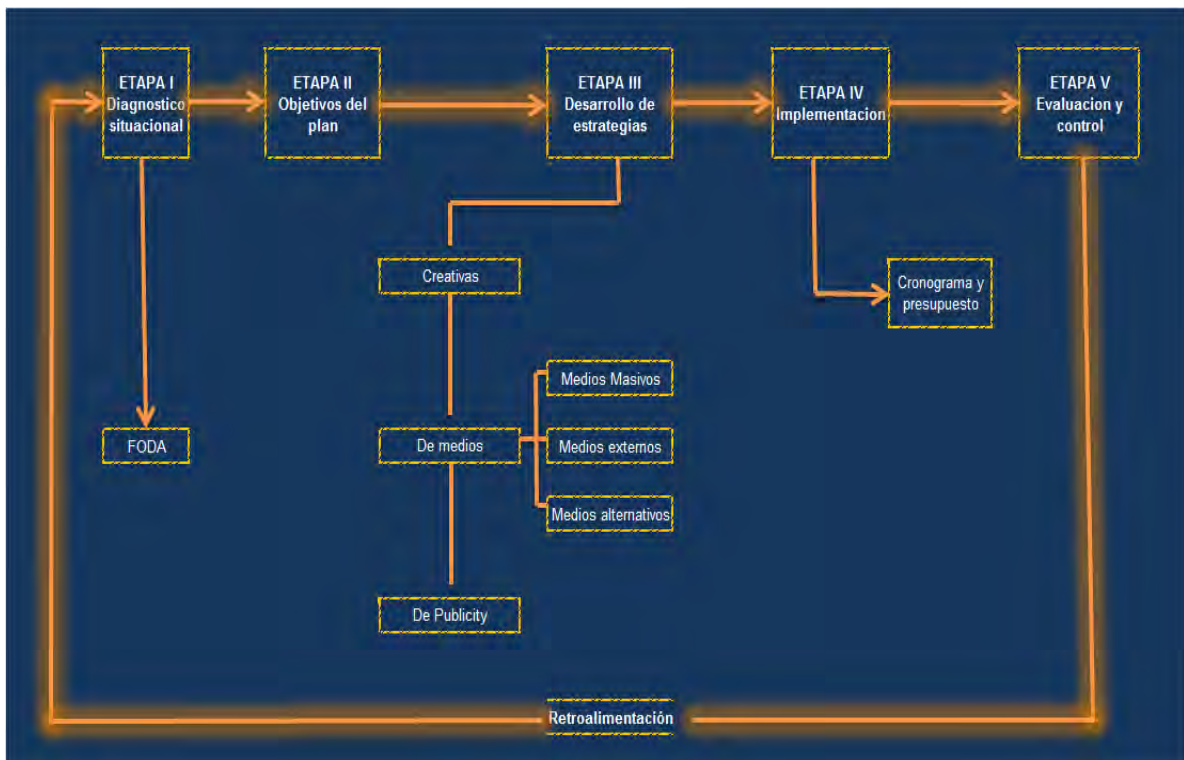 ETAPA I
Diagnostico
situacional
ETAPA II
Objetivos del
plan
ETAPA III
Desarrollo de
estrategias
ETAPA IV
Implementacion
ETAPA V
Evaluacion y
control
Creativas
Cronograma y
presupuesto
Medios Masivos
FODA
De medios
Medios externos
Medios alternativos
De Publicity
Retroalimentación